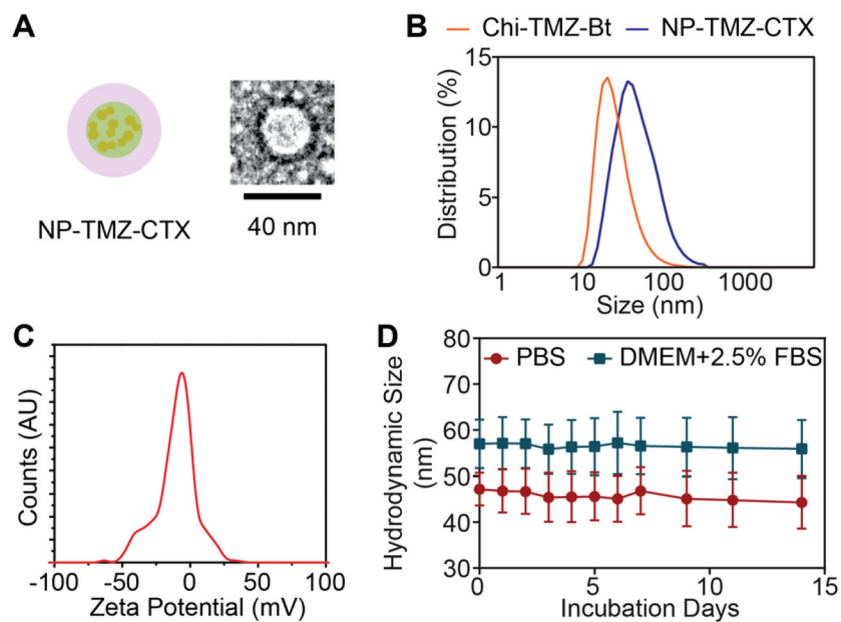 A
NP-TMZ-CTX
40 nm
B
Chi-TMZ-Bt NP-TMZ-CTX
Distribution (%)
15
10
5
0
1 10 100 1000
Size (nm)
C
Counts (AU)
-100 -50 0 50 100
Zeta Potential (mV)
D
PBS DMEM+2.5% FBS
Hydrodynamic Size
(nm)
80
70
60
50
40
30
0 5 10 15
Incubation Days